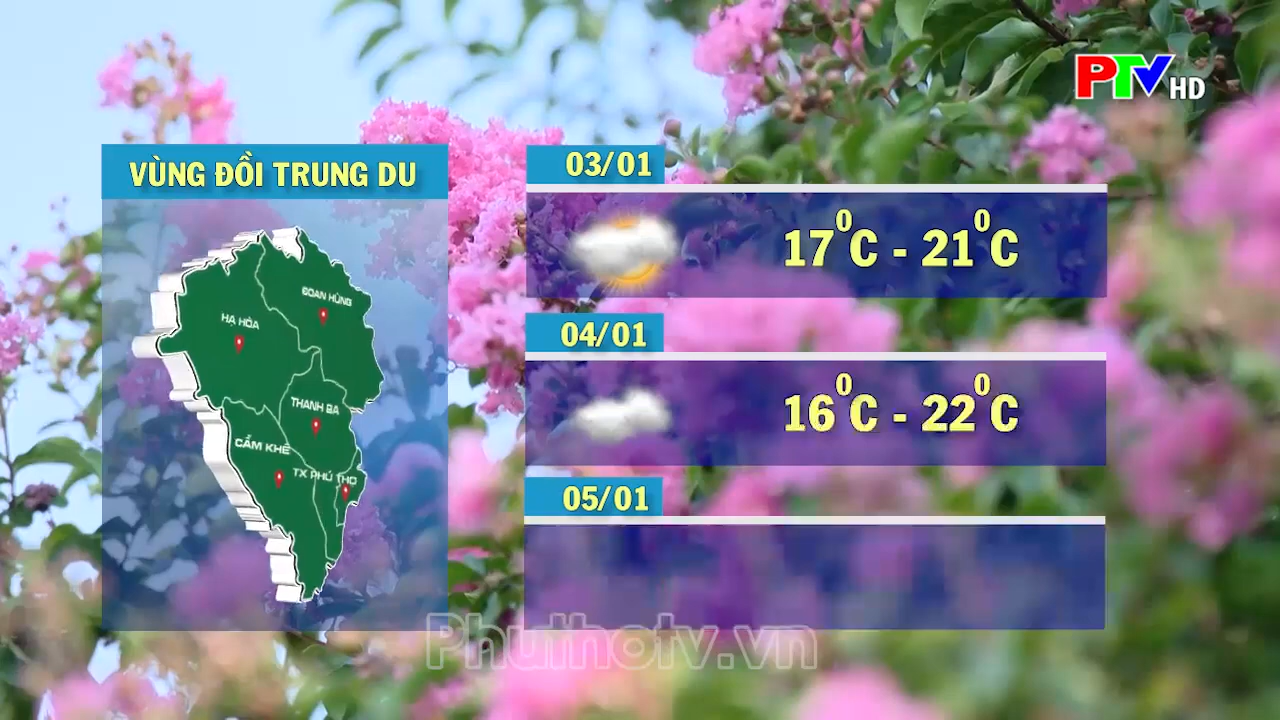 PTV HD
VÙNG ĐỒI TRUNG DU
ĐOAN HÙNG
HẠ HÒA
THANH BA
CẨM KHÊ
TX PHÚ THỌ
03/01
17⁰C - 21⁰C
04/01
16⁰C - 22⁰C
05/01
Phuthotv.vn